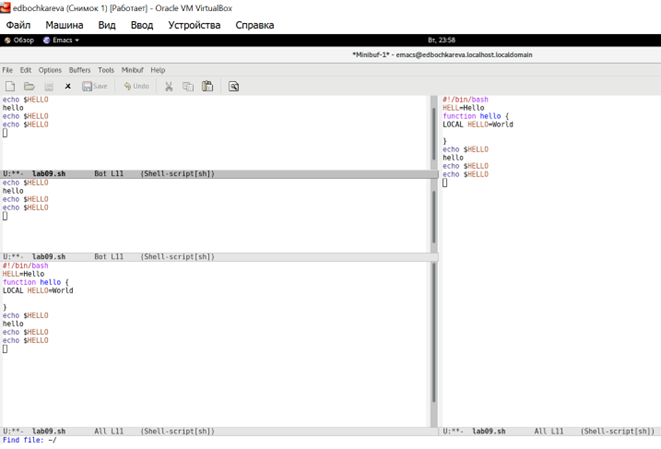 edbochkareva (Снимок 1) [Работает] - Oracle VM VirtualBox
Файл Машина Вид Ввод Устройства Справка
Обзор Emacs ▾ Вт, 23:58
*Minibuf-1* - emacs@edbochkareva.localhost.localdomain
File Edit Options Buffers Tools Minibuf Help
Save Undo
echo $HELLO
hello
echo $HELLO
echo $HELLO
U:**- lab09.sh Bot L11 (Shell-script[sh])
echo $HELLO
hello
echo $HELLO
echo $HELLO
U:**- lab09.sh Bot L11 (Shell-script[sh])
#!/bin/bash
HELL=Hello
function hello {
LOCAL HELLO=World
}
echo $HELLO
hello
echo $HELLO
echo $HELLO
U:**- lab09.sh All L11 (Shell-script[sh])
#!/bin/bash
HELL=Hello
function hello {
LOCAL HELLO=World
}
echo $HELLO
hello
echo $HELLO
echo $HELLO
U:**- lab09.sh All L11 (Shell-script[sh])
Find file: ~/